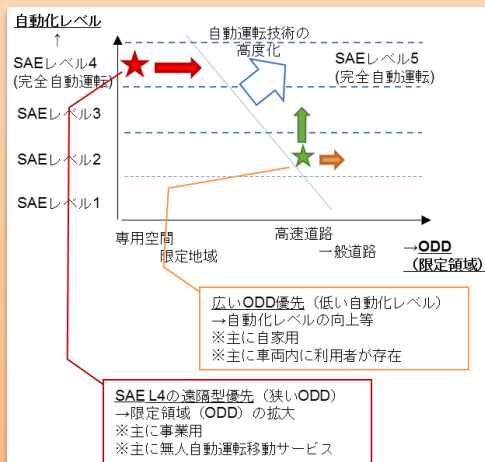 自動化レベル
↑
自動運転技術の
高度化
SAEレベル4
(完全自動運転)
SAEレベル5
(完全自動運転)
SAEレベル3
SAEレベル2
SAEレベル1
専用空間
限定地域
高速道路
一般道路
→ODD
(限定領域)
広いODD優先（低い自動化レベル）
→自動化レベルの向上等
※主に自家用
※主に車両内に利用者が存在
SAE L4の遠隔型優先（狭いODD）
→限定領域（ODD）の拡大
※主に事業用
※主に無人自動運転移動サービス